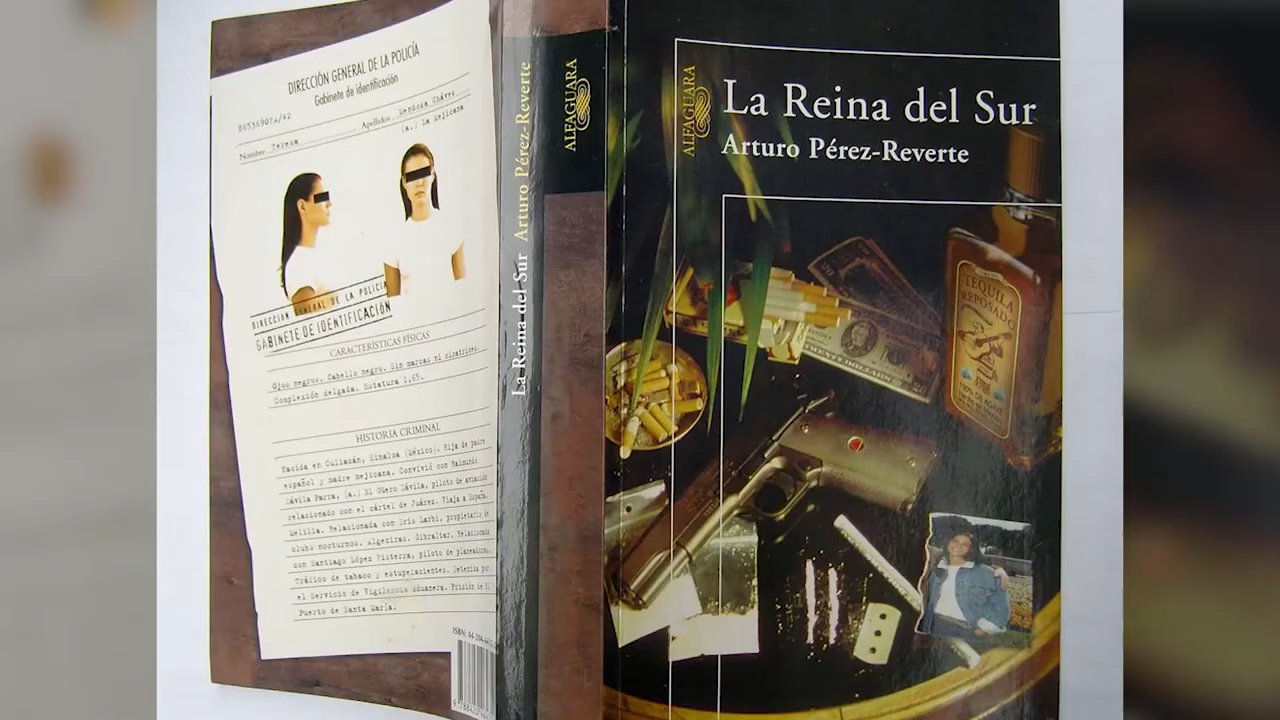 DIRECCIÓN GENERAL DE LA POLICÍA
Gabinete de identificación
Nombre Teresa Apellidos Mendoza Chávez
(a.) La Mejicana
DIRECCIÓN GENERAL DE LA POLICÍA
GABINETE DE IDENTIFICACIÓN
CARACTERÍSTICAS FÍSICAS
Ojos negros. Cabello negro. Sin marcas ni cicatrices.
Complexión delgada. Estatura 1,65.
HISTORIA CRIMINAL
Nacida en Culiacán, Sinaloa (México). Hija de padre
español y madre mejicana. Convivió con Raimundo
Dávila Parra, (a.) El Güero Dávila, piloto de aviación
relacionado con el cártel de Juárez. Viaja a España,
Melilla. Relacionada con Dris Larbi, propietario de
clubs nocturnos. Algeciras. Gibraltar. Relacionada
con Santiago López Fisterra, piloto de planeadoras.
Tráfico de tabaco y estupefacientes. Detenida por
el Servicio de Vigilancia Aduanera. Prisión de El
Puerto de Santa María.
La Reina del Sur Arturo Pérez-Reverte
ALFAGUARA
ALFAGUARA
La Reina del Sur
Arturo Pérez-Reverte
TEQUILA
REPOSADO
100% DE AGAVE
TWENTY DOLLARS